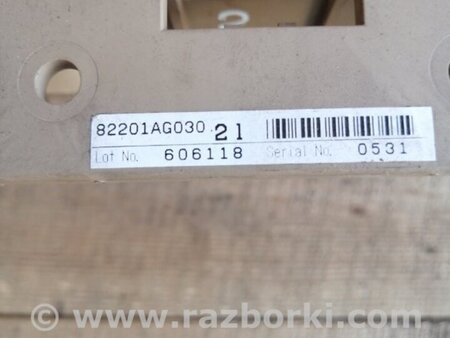 82201AG030 21
Lot No. 606118 Serial No. 0531
© www.razborki.com